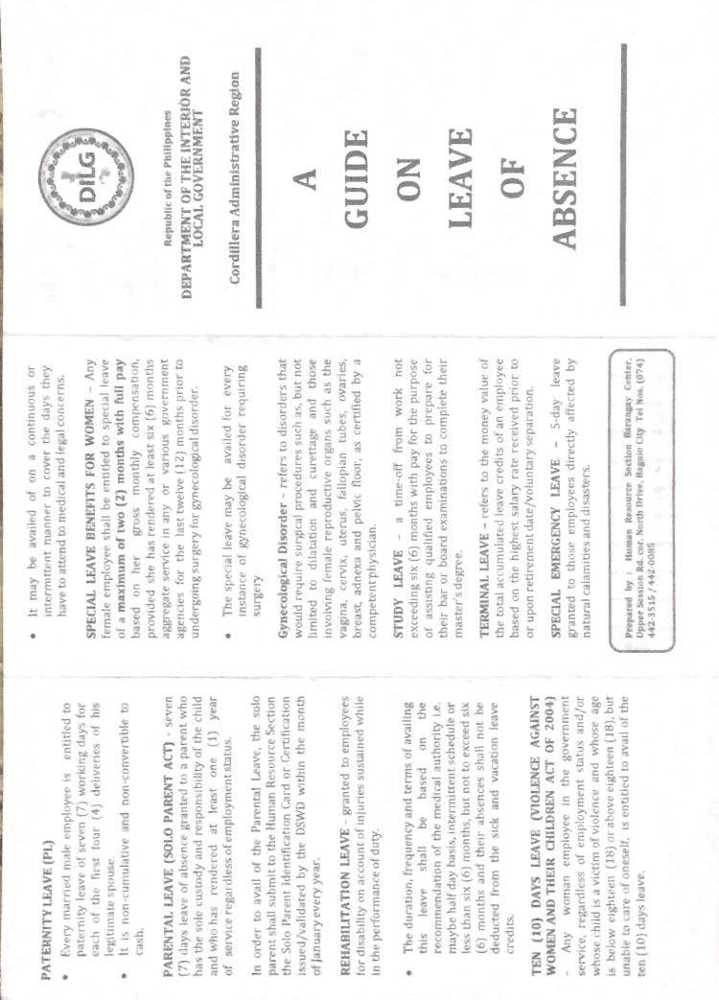 PATERNITY LEAVE (PL)
• Every married male employee is entitled to
paternity leave of seven (7) working days for
each of the first four (4) deliveries of his
legitimate spouse.
• It is non-cumulative and non-convertible to
cash.
PARENTAL LEAVE (SOLO PARENT ACT) - seven
(7) days leave of absence granted to a parent who
has the sole custody and responsibility of the child
and who has rendered at least one (1) year
of service regardless of employment status.
In order to avail of the Parental Leave, the solo
parent shall submit to the Human Resource Section
the Solo Parent Identification Card or Certification
issued/validated by the DSWD within the month
of January every year.
REHABILITATION LEAVE – granted to employees
for disability on account of injuries sustained while
in the performance of duty.
• The duration, frequency and terms of availing
this leave shall be based on the
recommendation of the medical authority i.e.
maybe half day basis, intermittent schedule or
less than six (6) months, but not to exceed six
(6) months and their absences shall not be
deducted from the sick and vacation leave
credits.
TEN (10) DAYS LEAVE (VIOLENCE AGAINST
WOMEN AND THEIR CHILDREN ACT OF 2004)
– Any woman employee in the government
service, regardless of employment status and/or
whose child is a victim of violence and whose age
is below eighteen (18) or above eighteen (18), but
unable to care of oneself, is entitled to avail of the
ten (10) days leave.
• It may be availed of on a continuous or
intermittent manner to cover the days they
have to attend to medical and legal concerns.
SPECIAL LEAVE BENEFITS FOR WOMEN – Any
female employee shall be entitled to special leave
of a maximum of two (2) months with full pay
based on her gross monthly compensation,
provided she has rendered at least six (6) months
aggregate service in any or various government
agencies for the last twelve (12) months prior to
undergoing surgery for gynecological disorder.
• The special leave may be availed for every
instance of gynecological disorder requiring
surgery
Gynecological Disorder – refers to disorders that
would require surgical procedures such as, but not
limited to dilatation and curettage and those
involving female reproductive organs such as the
vagina, cervix, uterus, fallopian tubes, ovaries,
breast, adnexa and pelvic floor, as certified by a
competent physician.
STUDY LEAVE – a time-off from work not
exceeding six (6) months with pay for the purpose
of assisting qualified employees to prepare for
their bar or board examinations to complete their
master's degree.
TERMINAL LEAVE – refers to the money value of
the total accumulated leave credits of an employee
based on the highest salary rate received prior to
or upon retirement date/voluntary separation.
SPECIAL EMERGENCY LEAVE – 5-day leave
granted to those employees directly affected by
natural calamities and disasters.
Prepared by : Human Resource Section Barangay Center,
Upper Session Rd. cor. North Drive, Baguio City Tel Nos. (074)
442-3515 / 442-0085
DILG
Republic of the Philippines
DEPARTMENT OF THE INTERIOR AND
LOCAL GOVERNMENT
Cordillera Administrative Region
A
GUIDE
ON
LEAVE
OF
ABSENCE